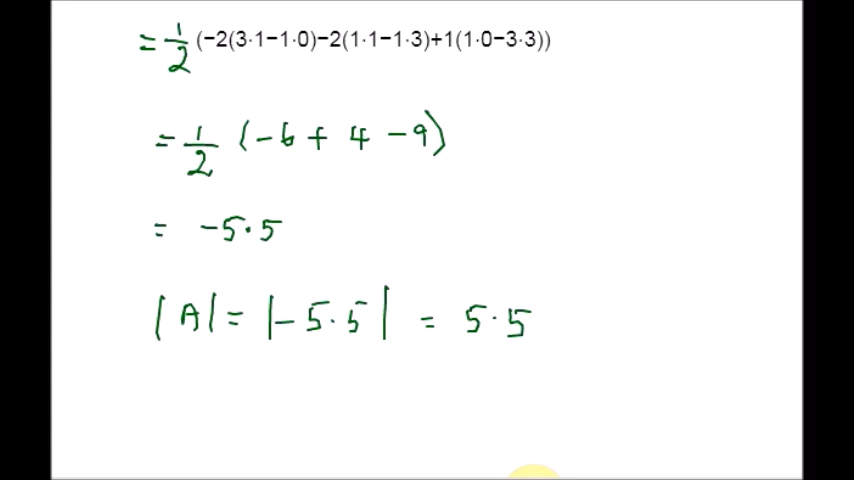 = 1/2 (−2(3·1−1·0)−2(1·1−1·3)+1(1·0−3·3))
= 1/2 (-6 + 4 - 9)
= -5.5
|A| = |-5.5| = 5.5